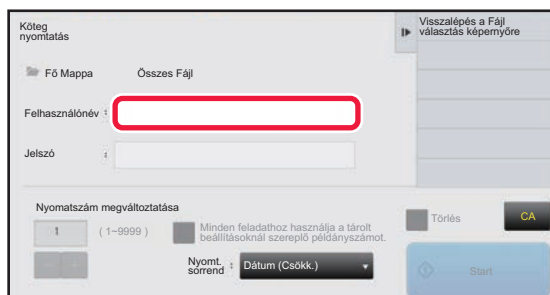 Köteg
nyomtatás
Visszalépés a Fájl
választás képernyőre
Fő Mappa
Összes Fájl
Felhasználónév :
Jelszó :
Nyomatszám megváltoztatása
1
( 1~9999 )
Minden feladathoz használja a tárolt
beállításoknál szereplő példányszámot.
Nyomt.
sorrend :
Dátum (Csökk.)
Törlés
CA
Start